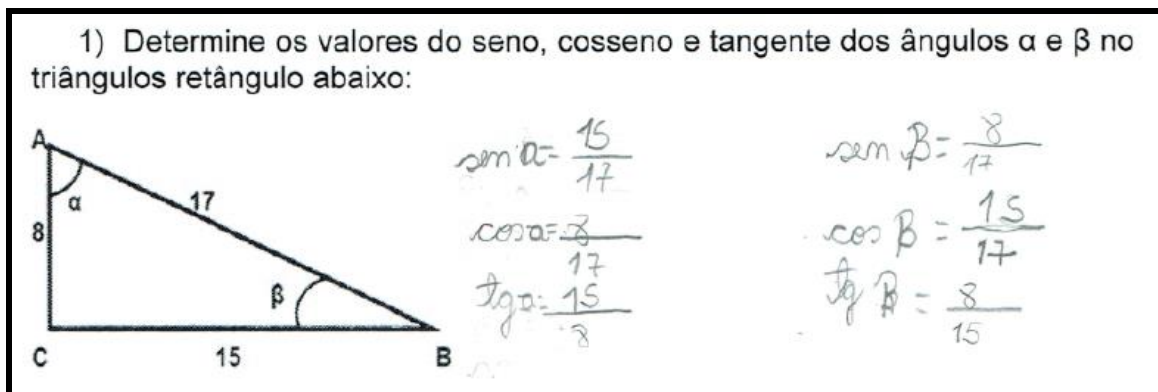 1) Determine os valores do seno, cosseno e tangente dos ângulos α e β no
triângulos retângulo abaixo:
A
α
17
8
β
C
15
B
sen a = 15/17
cos a = 8/17
tg a = 15/8
sen β = 8/17
cos β = 15/17
tg β = 8/15